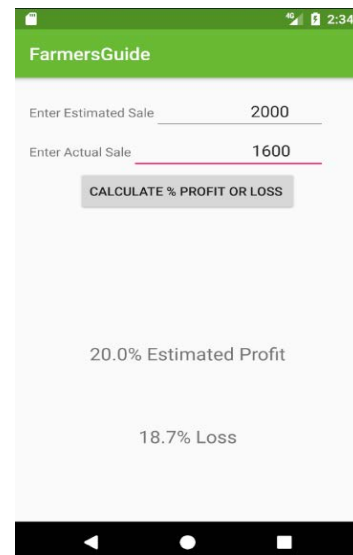 4G 2:34
FarmersGuide
Enter Estimated Sale 2000
Enter Actual Sale 1600
CALCULATE % PROFIT OR LOSS
20.0% Estimated Profit
18.7% Loss